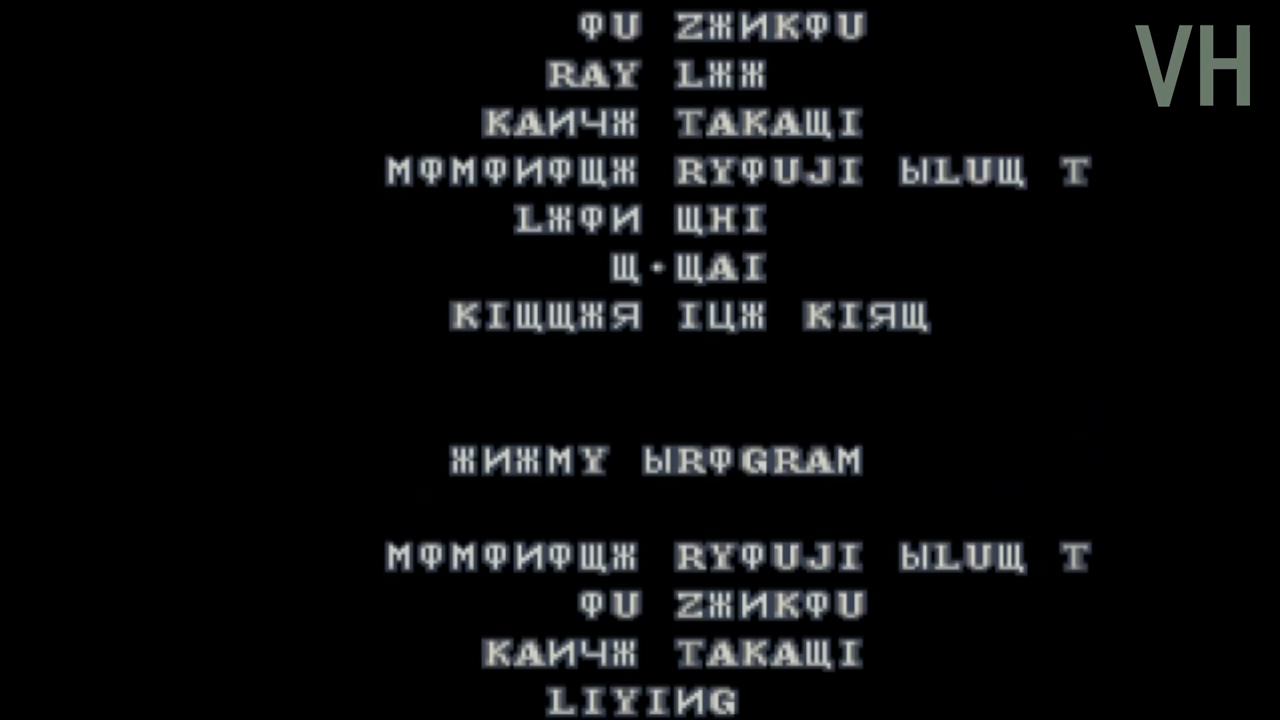 ФU ZЖИKФU
VH
RAY LЖЖ
KAИЧЖ TAKAЩI
MФMФИФЩЖ RYФUJI ЫLUЩ T
LЖФИ ЩHI
Щ·ЩAI
KIЩЩЖЯ IЦЖ KIЯЩ
ЖИЖMY ЫRФGRAM
MФMФИФЩЖ RYФUJI ЫLUЩ T
ФU ZЖИKФU
KAИЧЖ TAKAЩI
LIYIИG